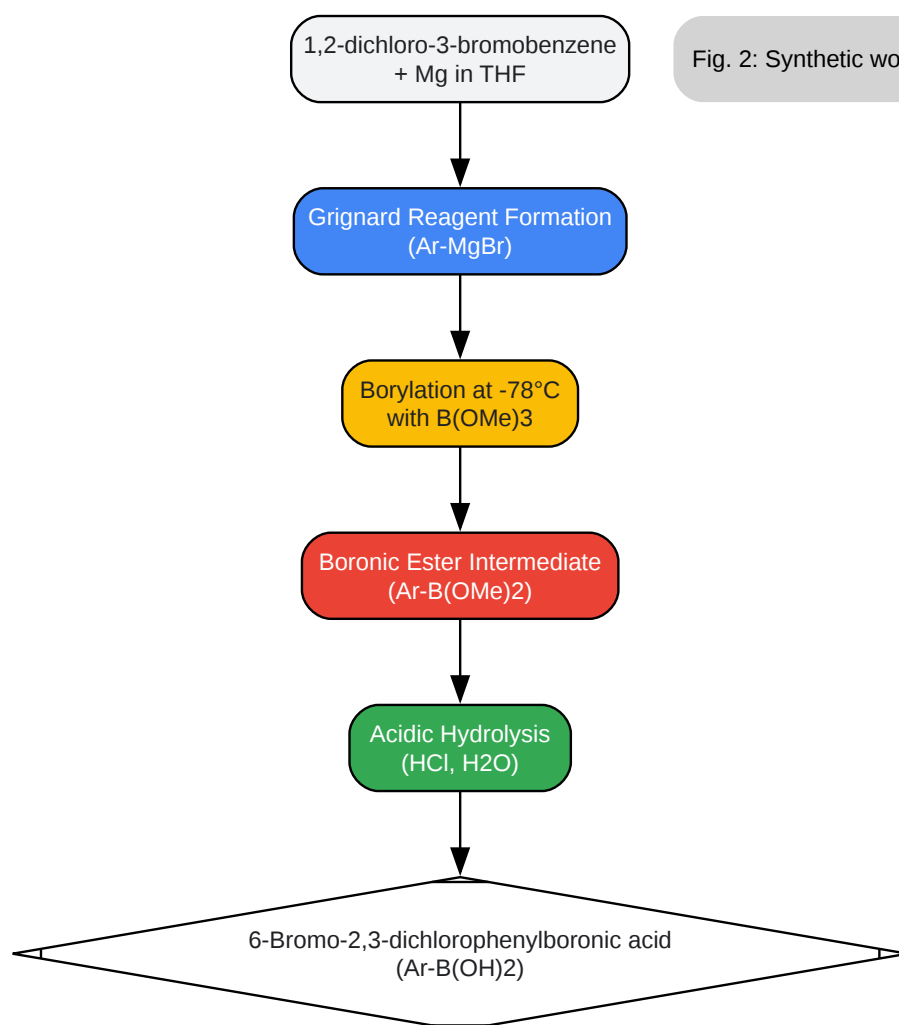 1,2-dichloro-3-bromobenzene
+ Mg in THF
Fig. 2: Synthetic
Grignard Reagent Formation
(Ar-MgBr)
Borylation at -78°C
with B(OMe)3
Boronic Ester Intermediate
(Ar-B(OMe)2)
Acidic Hydrolysis
(HCl, H2O)
6-Bromo-2,3-dichlorophenylboronic acid
(Ar-B(OH)2)